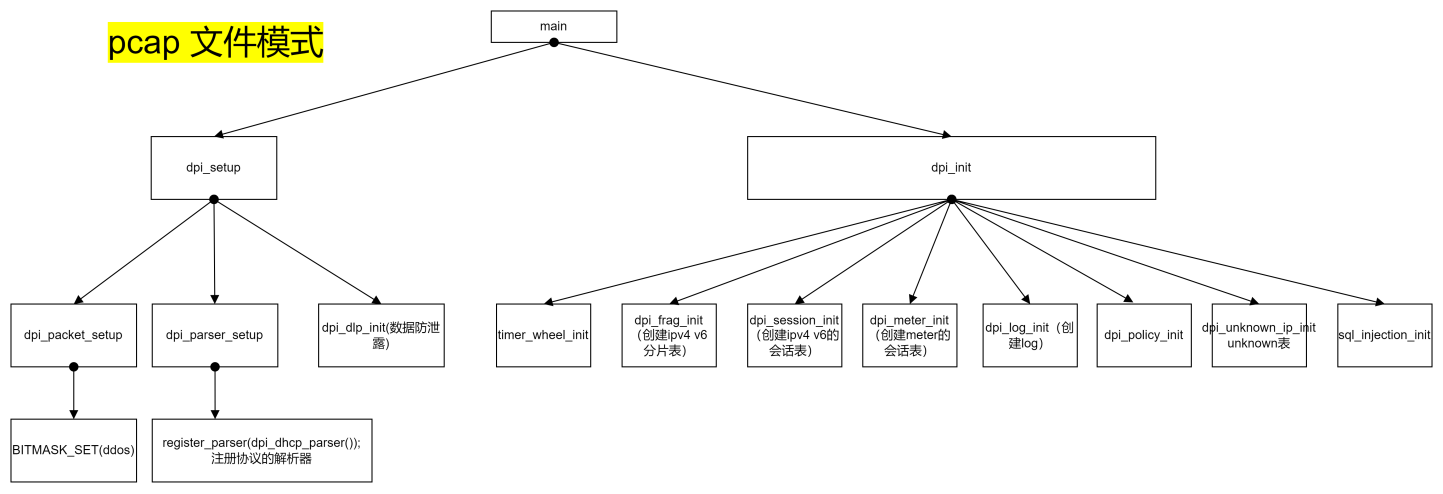 pcap 文件模式
main
dpi_setup
dpi_init
dpi_packet_setup
dpi_parser_setup
dpi_dlp_init(数据防泄
露)
timer_wheel_init
dpi_frag_init
（创建ipv4 v6
分片表）
dpi_session_init
（创建ipv4 v6的
会话表）
dpi_meter_init
（创建meter的
会话表）
dpi_log_init（创
建log）
dpi_policy_init
dpi_unknown_ip_init
unknown表
sql_injection_init
BITMASK_SET(ddos)
register_parser(dpi_dhcp_parser());
注册协议的解析器